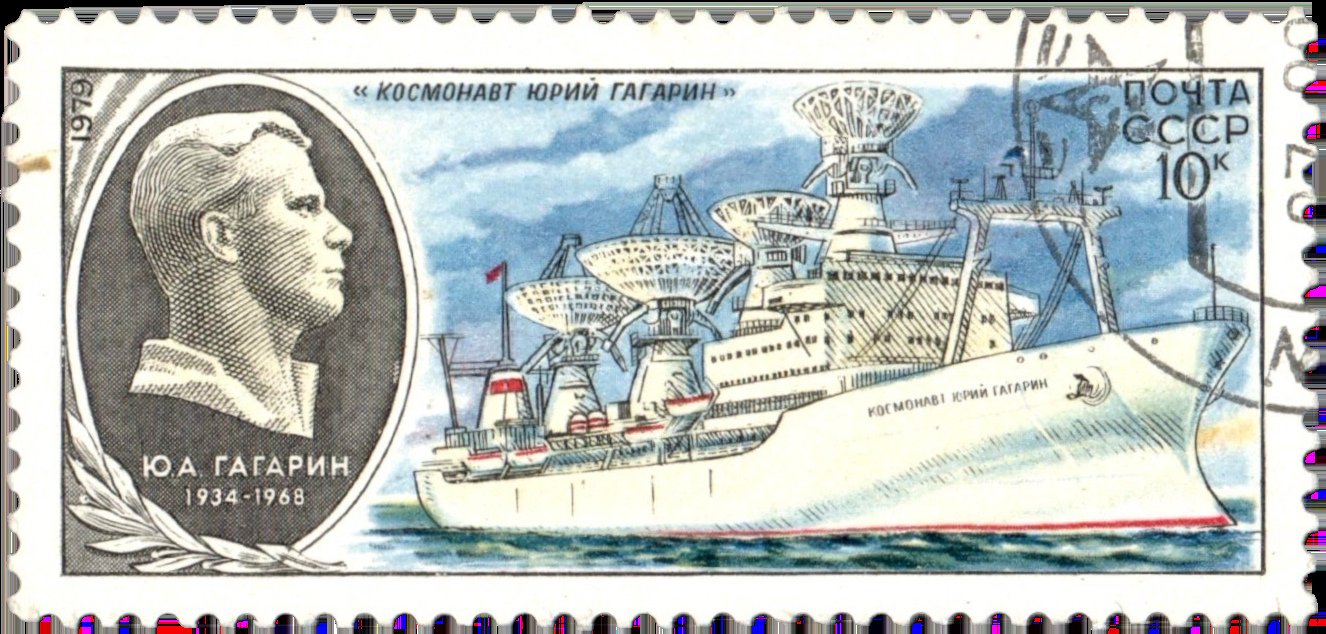 1979
« КОСМОНАВТ ЮРИЙ ГАГАРИН »
ПОЧТА
СССР
10к
КОСМОНАВТ ЮРИЙ ГАГАРИН
Ю.А. ГАГАРИН
1934-1968